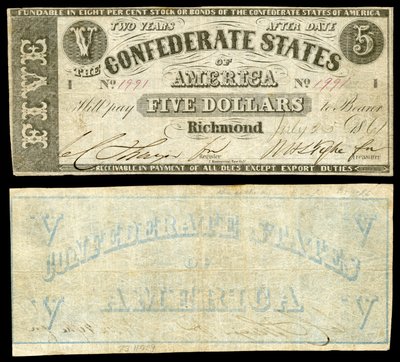 FUNDABLE IN EIGHT PER CENT STOCK OR BONDS OF THE CONFEDERATE STATES OF AMERICA
FIVE
V
TWO YEARS AFTER DATE
5
THE CONFEDERATE STATES
OF
AMERICA
I No 1991 No 1991 I
Will pay FIVE DOLLARS to Bearer
Richmond July 25 1861
Register
Treasurer
RECEIVABLE IN PAYMENT OF ALL DUES EXCEPT EXPORT DUTIES
V V
CONFEDERATE STATES
OF
AMERICA
V V